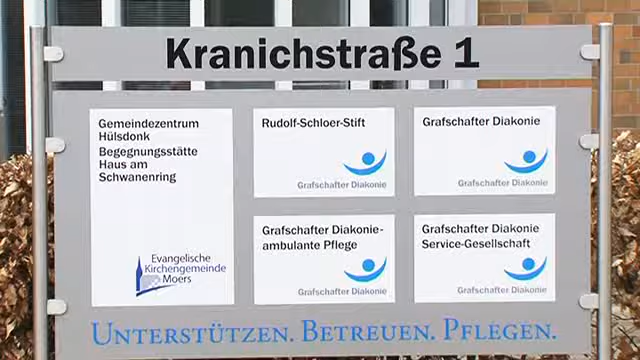 Kranichstraße 1
Gemeindezentrum
Hülsdonk
Begegnungsstätte
Haus am
Schwanenring
Evangelische
Kirchengemeinde
Moers
Rudolf-Schloer-Stift
Grafschafter Diakonie
Grafschafter Diakonie
Grafschafter Diakonie
Grafschafter Diakonie-
ambulante Pflege
Grafschafter Diakonie
Grafschafter Diakonie
Service-Gesellschaft
Grafschafter Diakonie
UNTERSTÜTZEN. BETREUEN. PFLEGEN.